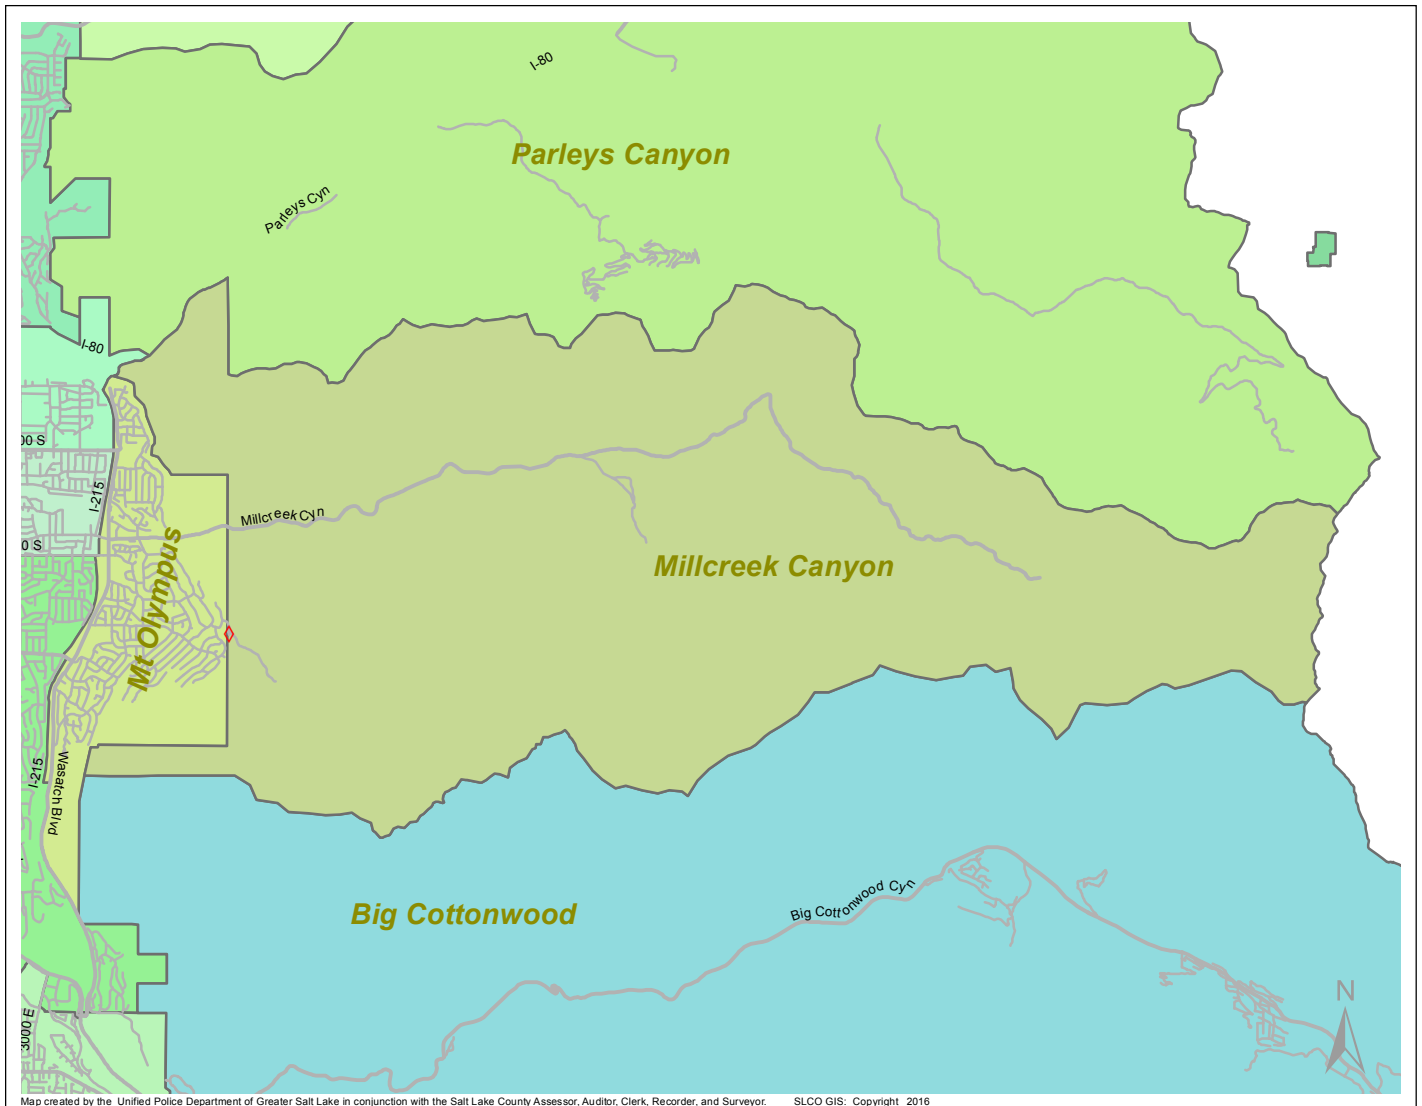 I-80
Parleys Canyon
Parleys Cyn
I-80
00 S
I-215
Millcreek Cyn
0 S
Mt Olympus
Millcreek Canyon
I-215
Wasatch Blvd
Big Cottonwood Cyn
Big Cottonwood
N
3000 E
Map created by the Unified Police Department of Greater Salt Lake in conjunction with the Salt Lake County Assessor, Auditor, Clerk, Recorder, and Surveyor. SLCO GIS: Copyright 2016